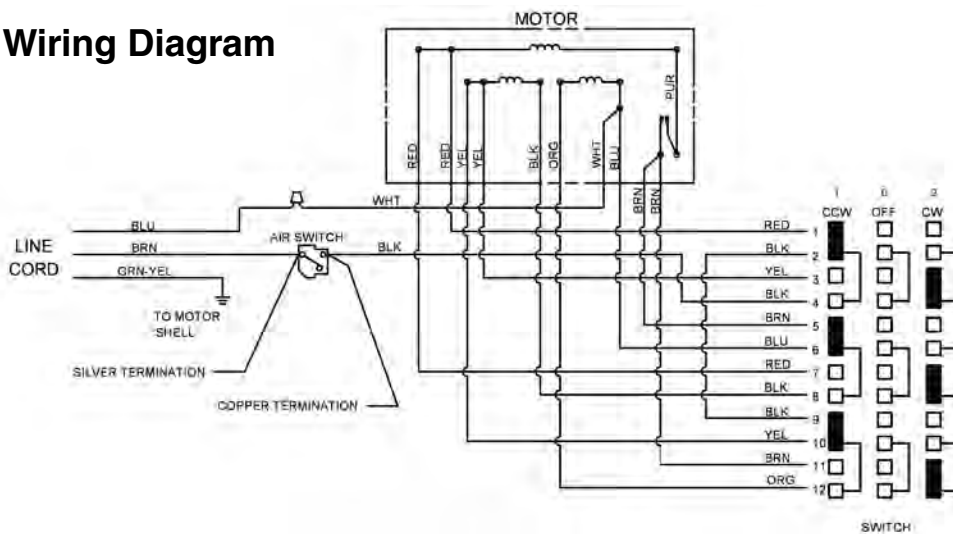 Wiring Diagram
MOTOR
PUR
RED
RED
YEL
YEL
BLK
ORG
WHT
BLU
BRN
BRN
WHT
LINE CORD
BLU
BRN
GRN-YEL
AIR SWITCH
BLK
TO MOTOR
SHELL
SILVER TERMINATION
COPPER TERMINATION
CCW OFF CW
RED 1
BLK 2
YEL 3
BLK 4
BRN 5
BLU 6
RED 7
BLK 8
BLK 9
YEL 10
BRN 11
ORG 12
SWITCH